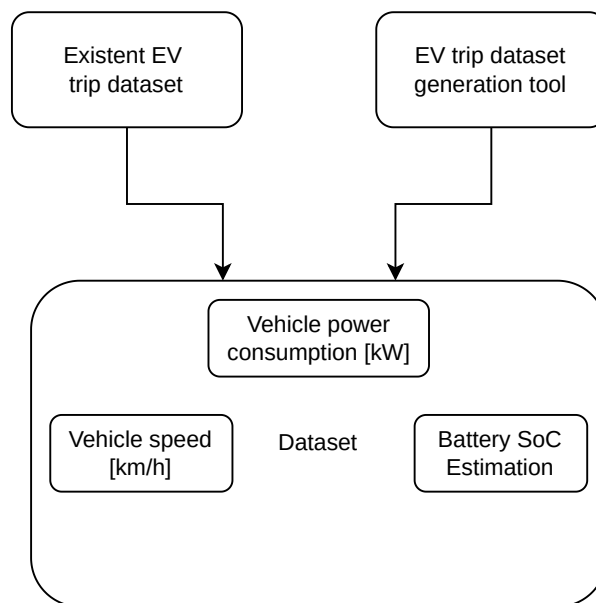 Existent EV
trip dataset
EV trip dataset
generation tool
Vehicle power
consumption [kW]
Vehicle speed
[km/h]
Dataset
Battery SoC
Estimation